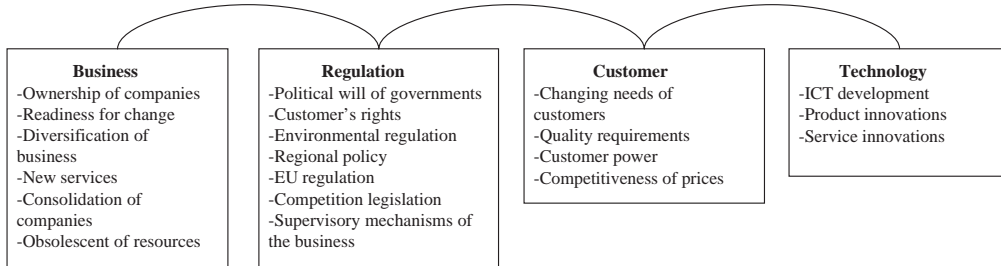 Business
-Ownership of companies
-Readiness for change
-Diversification of
business
-New services
-Consolidation of
companies
-Obsolescent of resources
Regulation
-Political will of governments
-Customer's rights
-Environmental regulation
-Regional policy
-EU regulation
-Competition legislation
-Supervisory mechanisms of
the business
Customer
-Changing needs of
customers
-Quality requirements
-Customer power
-Competitiveness of prices
Technology
-ICT development
-Product innovations
-Service innovations